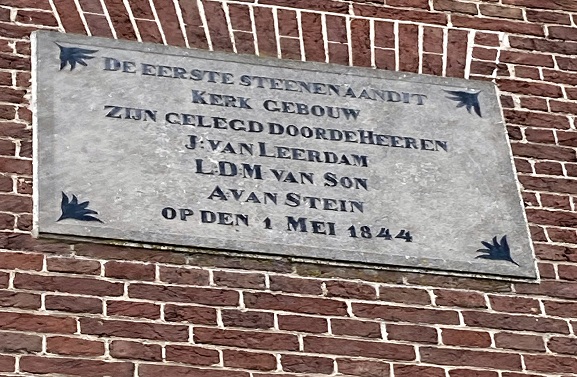 DE EERSTE STEENEN AAN DIT
KERK GEBOUW
ZIJN GELEGD DOOR DE HEEREN
J: VAN LEERDAM
L.D:M VAN SON
A.VAN STEIN
OP DEN 1 MEI 1844